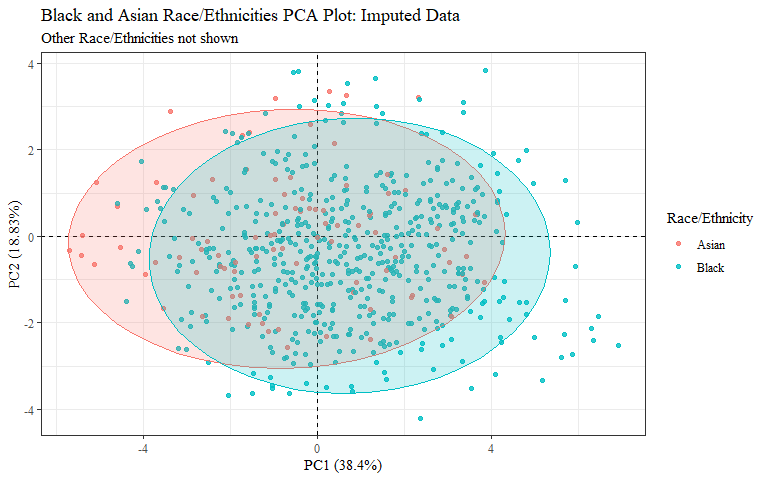 Black and Asian Race/Ethnicities PCA Plot: Imputed Data
Other Race/Ethnicities not shown
4
2
0
-2
-4
PC2 (18.83%)
-4
0
4
PC1 (38.4%)
Race/Ethnicity
Asian
Black